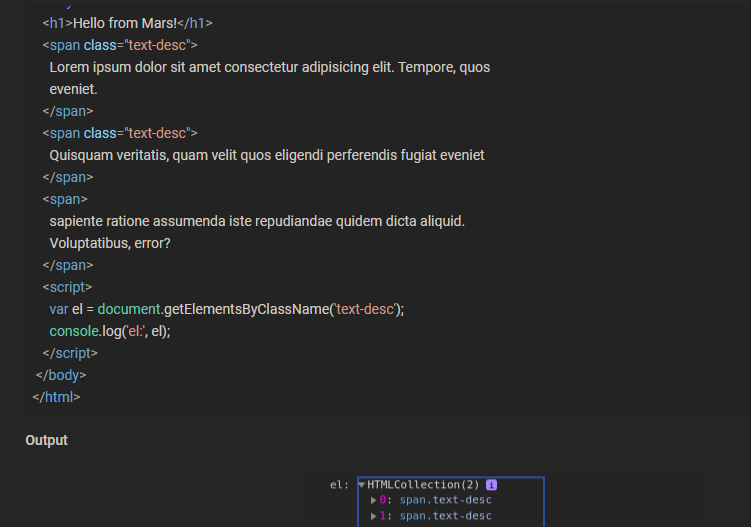 <h1>Hello from Mars!</h1>
<span class="text-desc">
Lorem ipsum dolor sit amet consectetur adipisicing elit. Tempore, quos
eveniet.
</span>
<span class="text-desc">
Quisquam veritatis, quam velit quos eligendi perferendis fugiat eveniet
</span>
<span>
sapiente ratione assumenda iste repudiandae quidem dicta aliquid.
Voluptatibus, error?
</span>
<script>
var el = document.getElementsByClassName('text-desc');
console.log('el:', el);
</script>
</body>
</html>
Output
el: ▼HTMLCollection(2) i
▶0: span.text-desc
▶1: span.text-desc